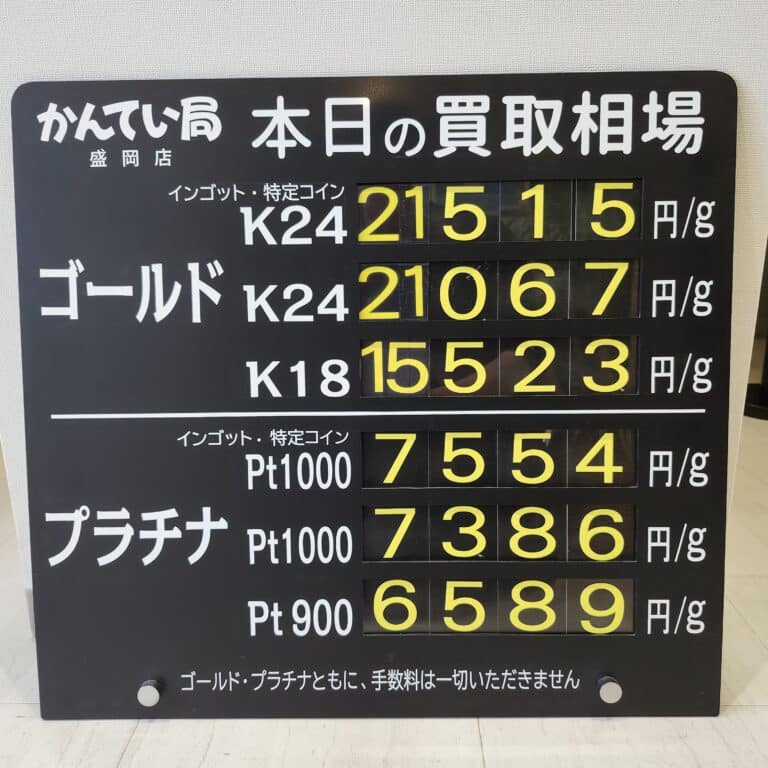 かんてい局 本日の買取相場
盛岡店
インゴット・特定コイン
K24 21515 円/g
ゴールド K24 21067 円/g
K18 15523 円/g
インゴット・特定コイン
Pt1000 7554 円/g
プラチナ Pt1000 7386 円/g
Pt900 6589 円/g
ゴールド・プラチナともに、手数料は一切いただきません